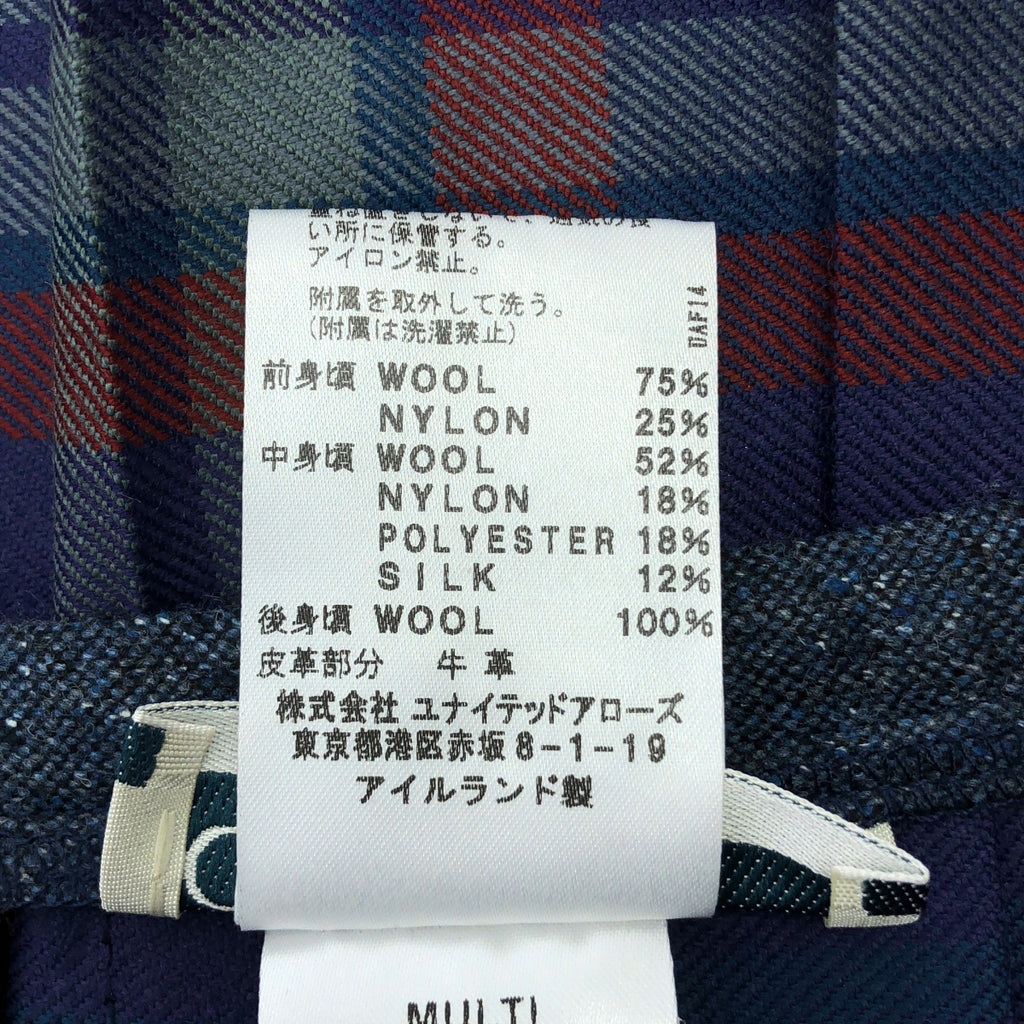 い所に保管する。
アイロン禁止。
附属を取外して洗う。
(附属は洗濯禁止)
DAF14
前身頃 WOOL 75%
NYLON 25%
中身頃 WOOL 52%
NYLON 18%
POLYESTER 18%
SILK 12%
後身頃 WOOL 100%
皮革部分 牛革
株式会社 ユナイテッドアローズ
東京都港区赤坂8-1-19
アイルランド製
MULTI